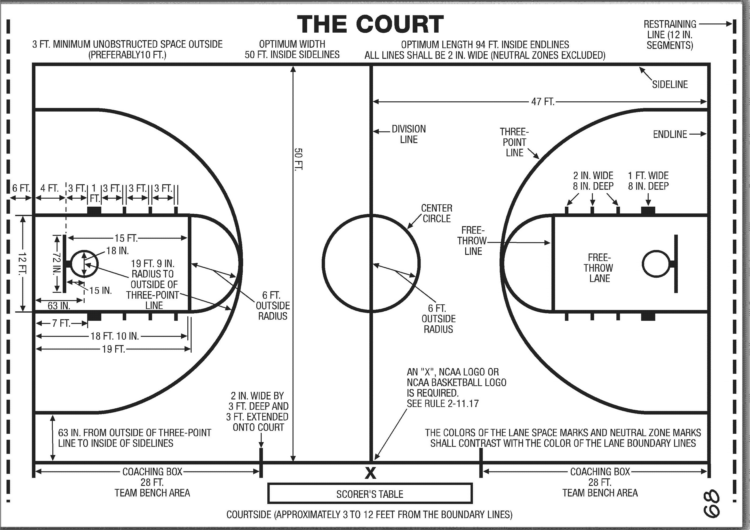 THE COURT
3 FT. MINIMUM UNOBSTRUCTED SPACE OUTSIDE
(PREFERABLY10 FT.)
OPTIMUM WIDTH
50 FT. INSIDE SIDELINES
OPTIMUM LENGTH 94 FT. INSIDE ENDLINES
ALL LINES SHALL BE 2 IN. WIDE (NEUTRAL ZONES EXCLUDED)
RESTRAINING
LINE (12 IN.
SEGMENTS)
SIDELINE
47 FT.
50 FT.
DIVISION
LINE
THREE-
POINT
LINE
ENDLINE
2 IN. WIDE
8 IN. DEEP
1 FT. WIDE
8 IN. DEEP
6 FT.
4 FT.
3 FT.
1
FT.
3 FT.
3 FT.
3 FT.
CENTER
CIRCLE
FREE-
THROW
LINE
FREE-
THROW
LANE
12 FT.
72 IN.
15 FT.
18 IN.
19 FT. 9 IN.
RADIUS TO
OUTSIDE OF
THREE-POINT
LINE
15 IN.
63 IN.
7 FT.
18 FT. 10 IN.
19 FT.
6 FT.
OUTSIDE
RADIUS
6 FT.
OUTSIDE
RADIUS
AN "X", NCAA LOGO OR
NCAA BASKETBALL LOGO
IS REQUIRED.
SEE RULE 2-11.17
2 IN. WIDE BY
3 FT. DEEP AND
3 FT. EXTENDED
ONTO COURT
63 IN. FROM OUTSIDE OF THREE-POINT
LINE TO INSIDE OF SIDELINES
THE COLORS OF THE LANE SPACE MARKS AND NEUTRAL ZONE MARKS
SHALL CONTRAST WITH THE COLOR OF THE LANE BOUNDARY LINES
COACHING BOX
28 FT.
TEAM BENCH AREA
X
COACHING BOX
28 FT.
TEAM BENCH AREA
SCORER'S TABLE
COURTSIDE (APPROXIMATELY 3 TO 12 FEET FROM THE BOUNDARY LINES)
68